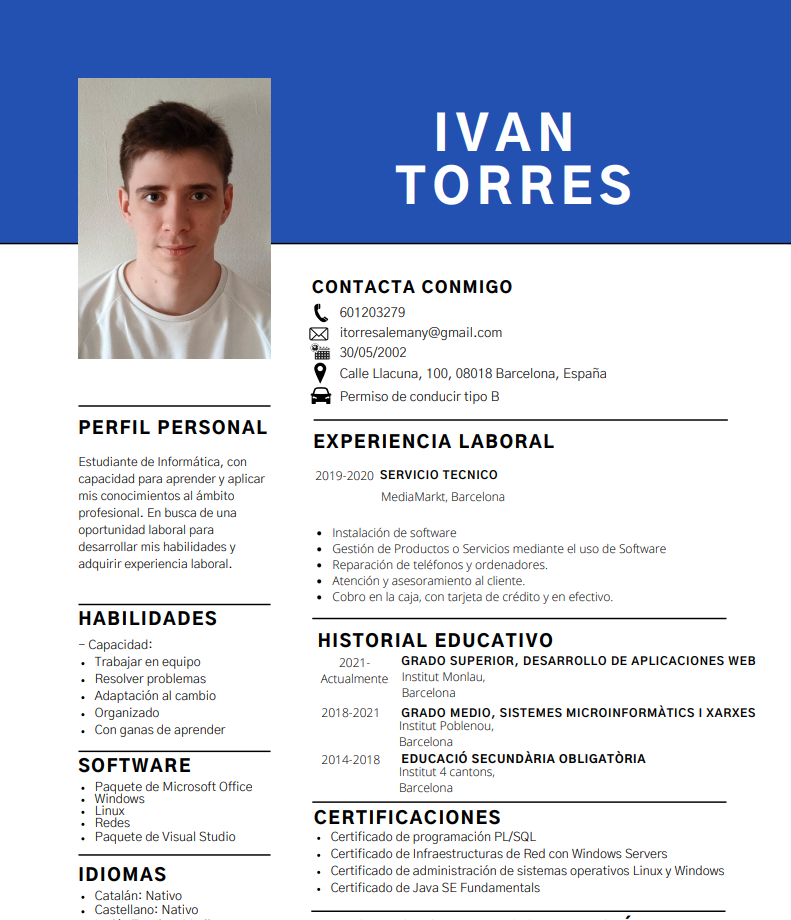 IVAN
TORRES
CONTACTA CONMIGO
601203279
itorresalemany@gmail.com
30/05/2002
Calle Llacuna, 100, 08018 Barcelona, España
Permiso de conducir tipo B
PERFIL PERSONAL
Estudiante de Informática, con
capacidad para aprender y aplicar
mis conocimientos al ámbito
profesional. En busca de una
oportunidad laboral para
desarrollar mis habilidades y
adquirir experiencia laboral.
HABILIDADES
- Capacidad:
• Trabajar en equipo
• Resolver problemas
• Adaptación al cambio
• Organizado
• Con ganas de aprender
SOFTWARE
• Paquete de Microsoft Office
• Windows
• Linux
• Redes
• Paquete de Visual Studio
IDIOMAS
• Catalán: Nativo
• Castellano: Nativo
EXPERIENCIA LABORAL
2019-2020 SERVICIO TECNICO
MediaMarkt, Barcelona
• Instalación de software
• Gestión de Productos o Servicios mediante el uso de Software
• Reparación de teléfonos y ordenadores.
• Atención y asesoramiento al cliente.
• Cobro en la caja, con tarjeta de crédito y en efectivo.
HISTORIAL EDUCATIVO
2021-
Actualmente
GRADO SUPERIOR, DESARROLLO DE APLICACIONES WEB
Institut Monlau,
Barcelona
2018-2021 GRADO MEDIO, SISTEMES MICROINFORMÀTICS I XARXES
Institut Poblenou,
Barcelona
2014-2018 EDUCACIÓ SECUNDÀRIA OBLIGATÒRIA
Institut 4 cantons,
Barcelona
CERTIFICACIONES
• Certificado de programación PL/SQL
• Certificado de Infraestructuras de Red con Windows Servers
• Certificado de administración de sistemas operativos Linux y Windows
• Certificado de Java SE Fundamentals